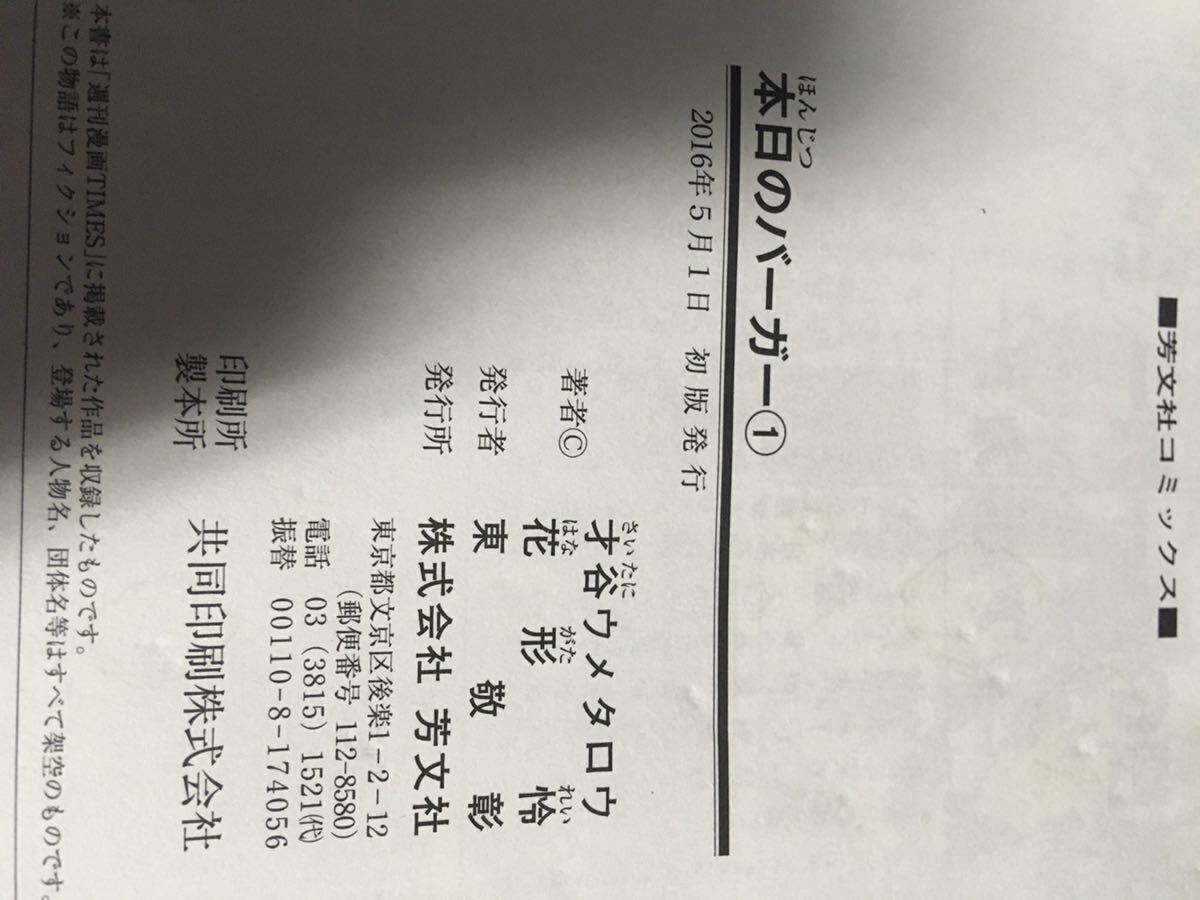 ■芳文社コミックス■
ほんじつ
本日のバーガー①
2016年5月1日 初版発行
著者© 才谷ウメタロウ
さいたに
花形怜
はながたれい
発行者 東敬彰
発行所 株式会社 芳文社
東京都文京区後楽1-2-12
(郵便番号 112-8580)
電話 03(3815)1521(代)
振替 00110-8-174056
印刷所
製本所 共同印刷株式会社
本書は「週刊漫画TIMES」に掲載された作品を収録したものです。
※この物語はフィクションであり、登場する人物名、団体名等はすべて架空のものです。